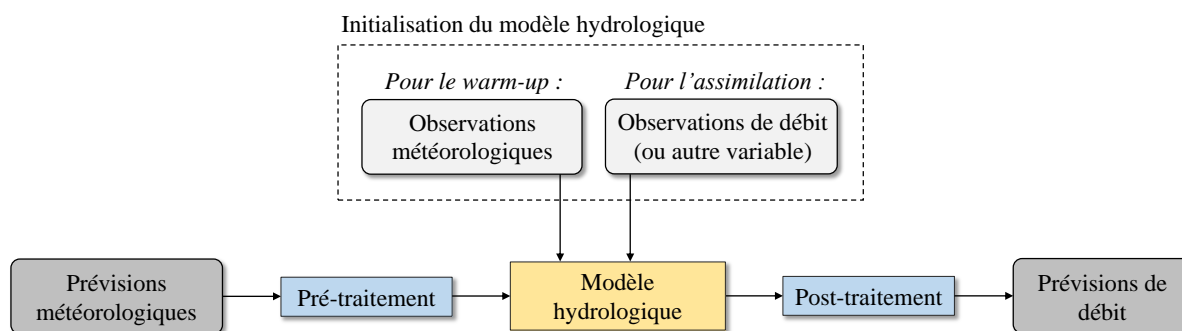 Initialisation du modèle hydrologique
Pour le warm-up :
Pour l’assimilation :
Observations
météorologiques
Observations de débit
(ou autre variable)
Prévisions
météorologiques
Pré-traitement
Modèle
hydrologique
Post-traitement
Prévisions de
débit